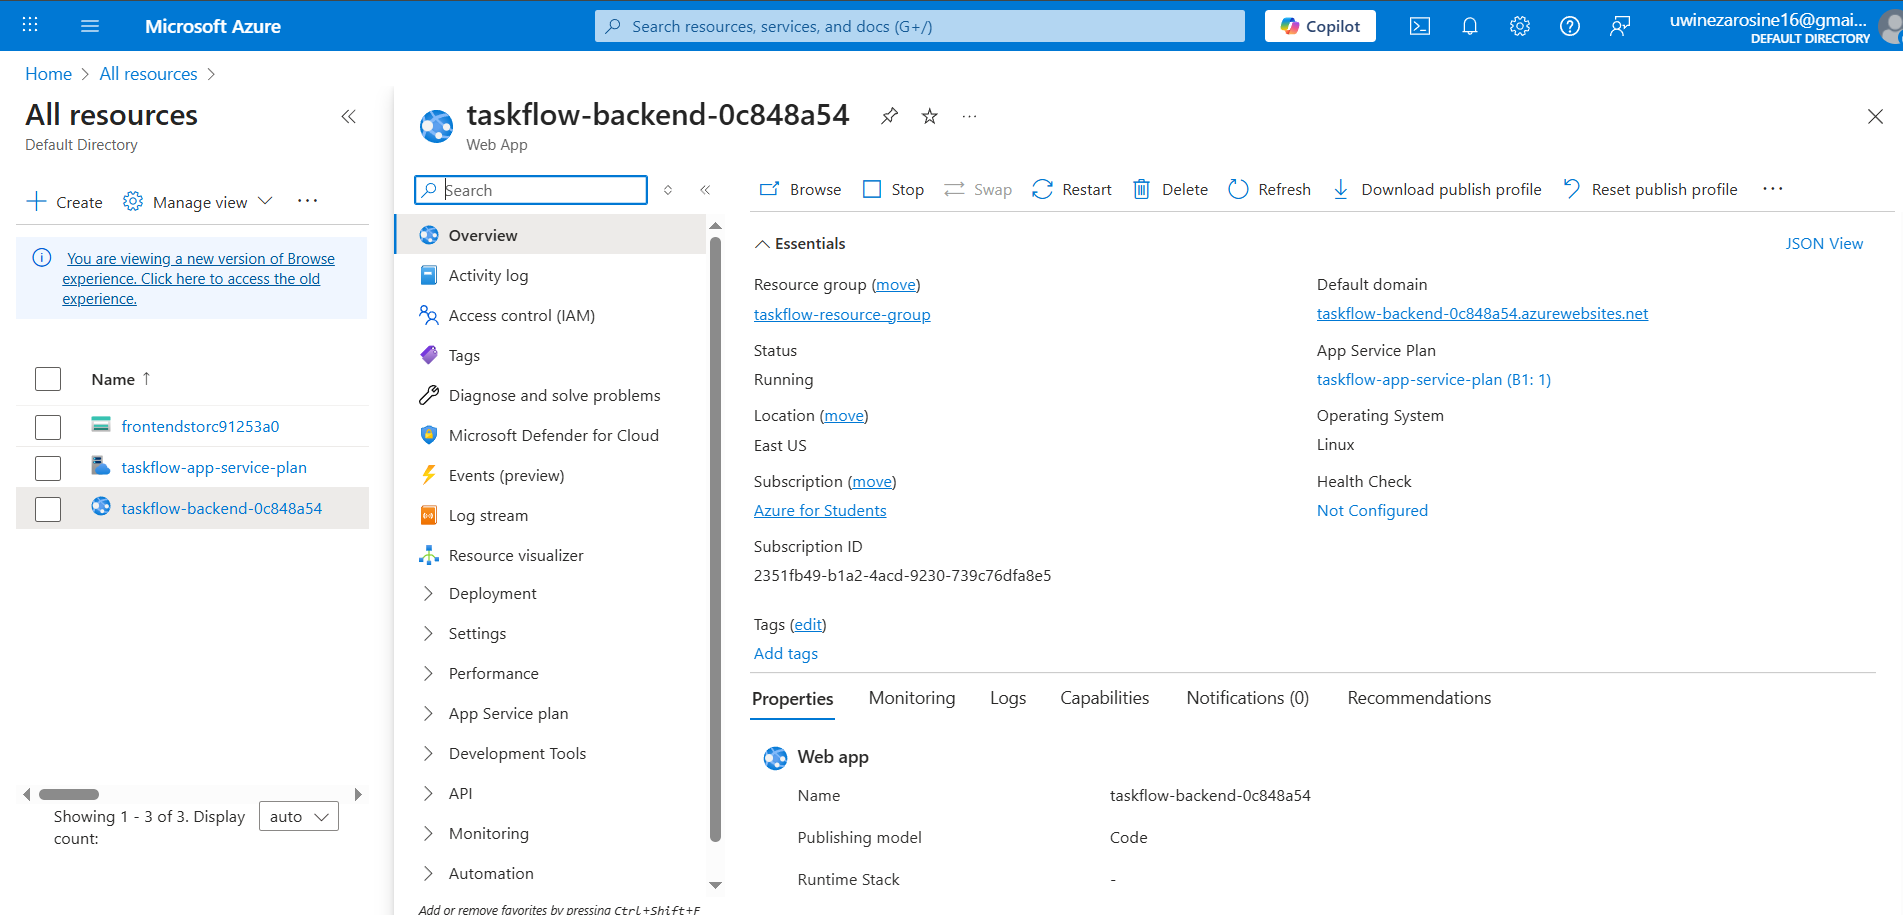 Microsoft Azure
Search resources, services, and docs (G+/)
Copilot
uwinezarosine16@gmai...
DEFAULT DIRECTORY
Home > All resources >
All resources
Default Directory
Create
Manage view
You are viewing a new version of Browse
experience. Click here to access the old
experience.
Name ↑
frontendstorc91253a0
taskflow-app-service-plan
taskflow-backend-0c848a54
Showing 1 - 3 of 3. Display
count:
auto
taskflow-backend-0c848a54
Web App
Search
Overview
Activity log
Access control (IAM)
Tags
Diagnose and solve problems
Microsoft Defender for Cloud
Events (preview)
Log stream
Resource visualizer
Deployment
Settings
Performance
App Service plan
Development Tools
API
Monitoring
Automation
Add or remove favorites by pressing Ctrl+Shift+F
Browse
Stop
Swap
Restart
Delete
Refresh
Download publish profile
Reset publish profile
Essentials
JSON View
Resource group (move)
taskflow-resource-group
Status
Running
Location (move)
East US
Subscription (move)
Azure for Students
Subscription ID
2351fb49-b1a2-4acd-9230-739c76dfa8e5
Default domain
taskflow-backend-0c848a54.azurewebsites.net
App Service Plan
taskflow-app-service-plan (B1: 1)
Operating System
Linux
Health Check
Not Configured
Tags (edit)
Add tags
Properties
Monitoring
Logs
Capabilities
Notifications (0)
Recommendations
Web app
Name taskflow-backend-0c848a54
Publishing model Code
Runtime Stack -